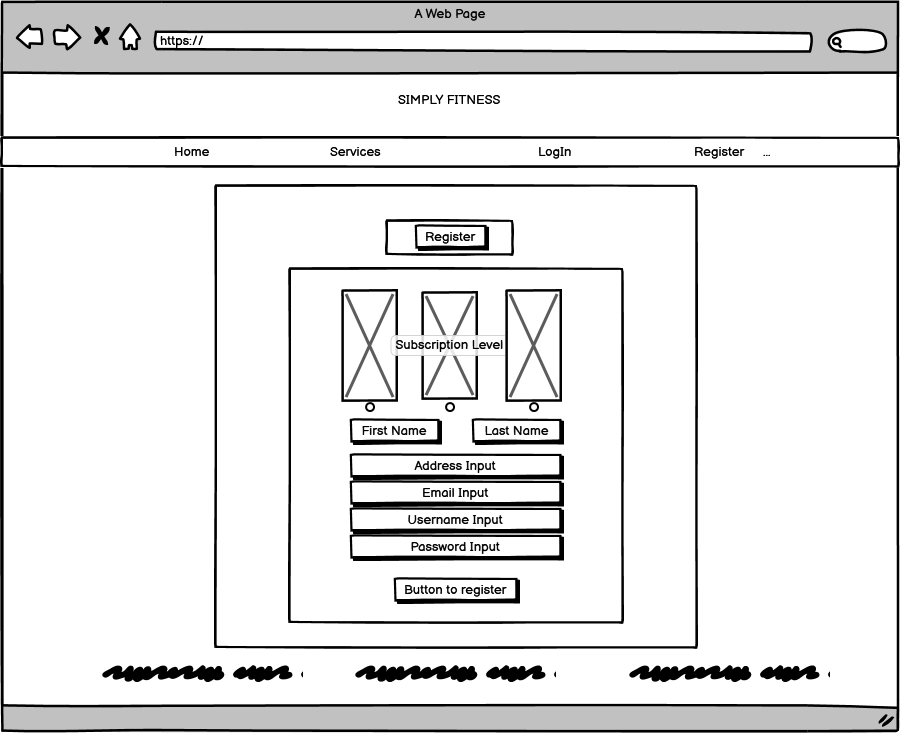 A Web Page
https://
SIMPLY FITNESS
Home Services LogIn Register ...
Register
Subscription Level
First Name Last Name
Address Input
Email Input
Username Input
Password Input
Button to register